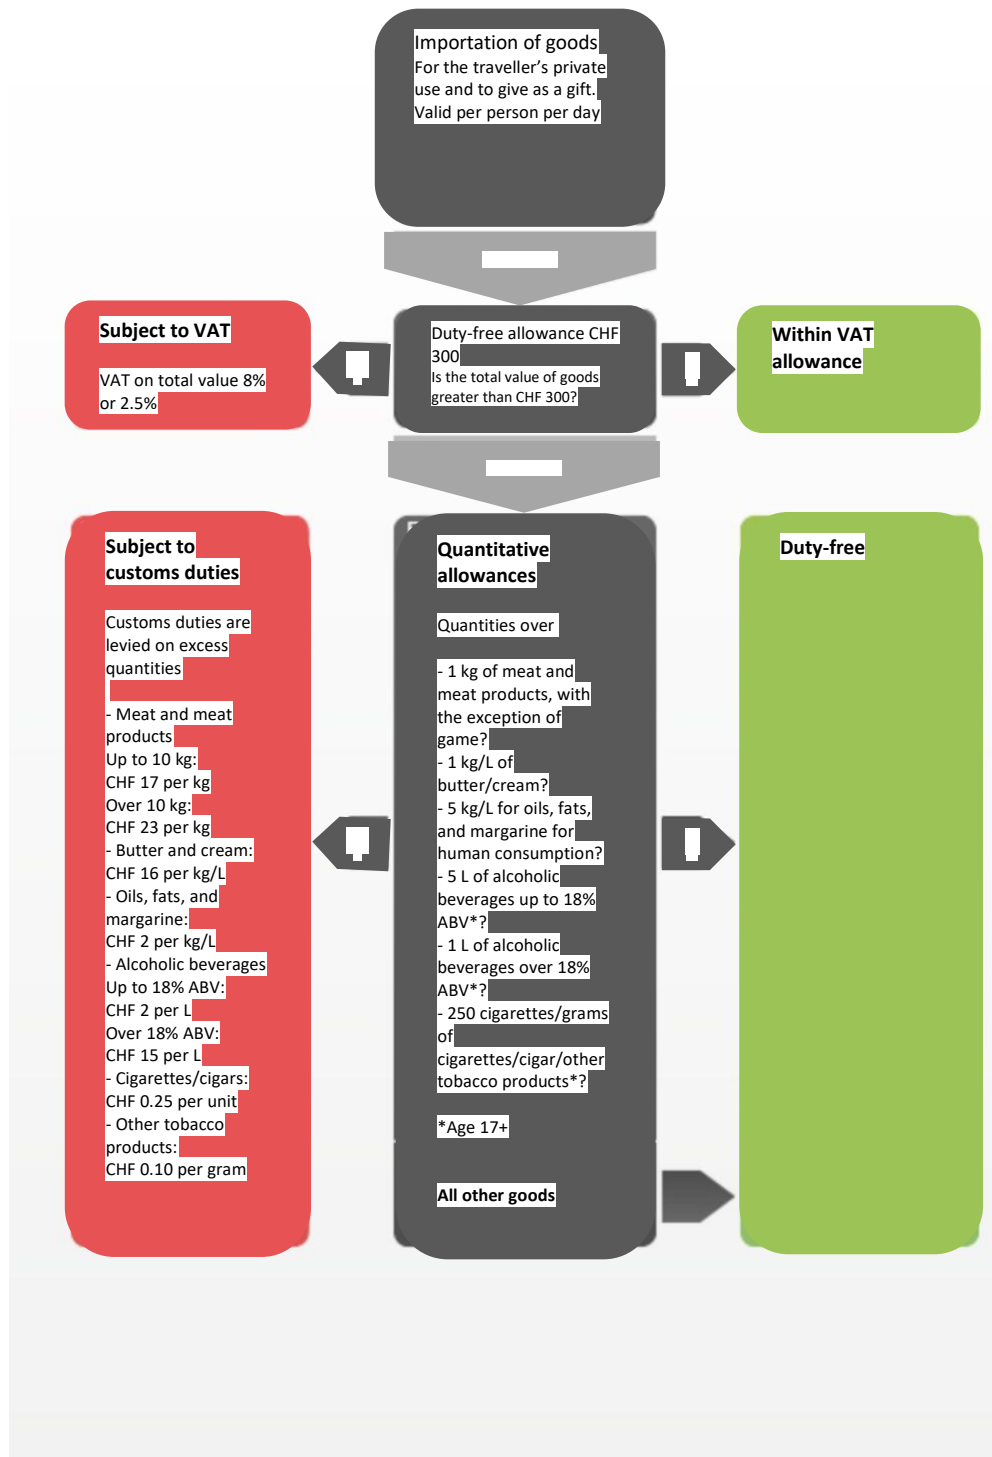 Importation of goods
For the traveller's private
use and to give as a gift.
Valid per person per day
Subject to VAT
VAT on total value 8%
or 2.5%
Duty-free allowance CHF
300
Is the total value of goods
greater than CHF 300?
Within VAT
allowance
Subject to
customs duties
Customs duties are
levied on excess
quantities
- Meat and meat
products
Up to 10 kg:
CHF 17 per kg
Over 10 kg:
CHF 23 per kg
- Butter and cream:
CHF 16 per kg/L
- Oils, fats, and
margarine:
CHF 2 per kg/L
- Alcoholic beverages
Up to 18% ABV:
CHF 2 per L
Over 18% ABV:
CHF 15 per L
- Cigarettes/cigars:
CHF 0.25 per unit
- Other tobacco
products:
CHF 0.10 per gram
Quantitative
allowances
Quantities over
- 1 kg of meat and
meat products, with
the exception of
game?
- 1 kg/L of
butter/cream?
- 5 kg/L for oils, fats,
and margarine for
human consumption?
- 5 L of alcoholic
beverages up to 18%
ABV*?
- 1 L of alcoholic
beverages over 18%
ABV*?
- 250 cigarettes/grams
of
cigarettes/cigar/other
tobacco products*?
*Age 17+
All other goods
Duty-free